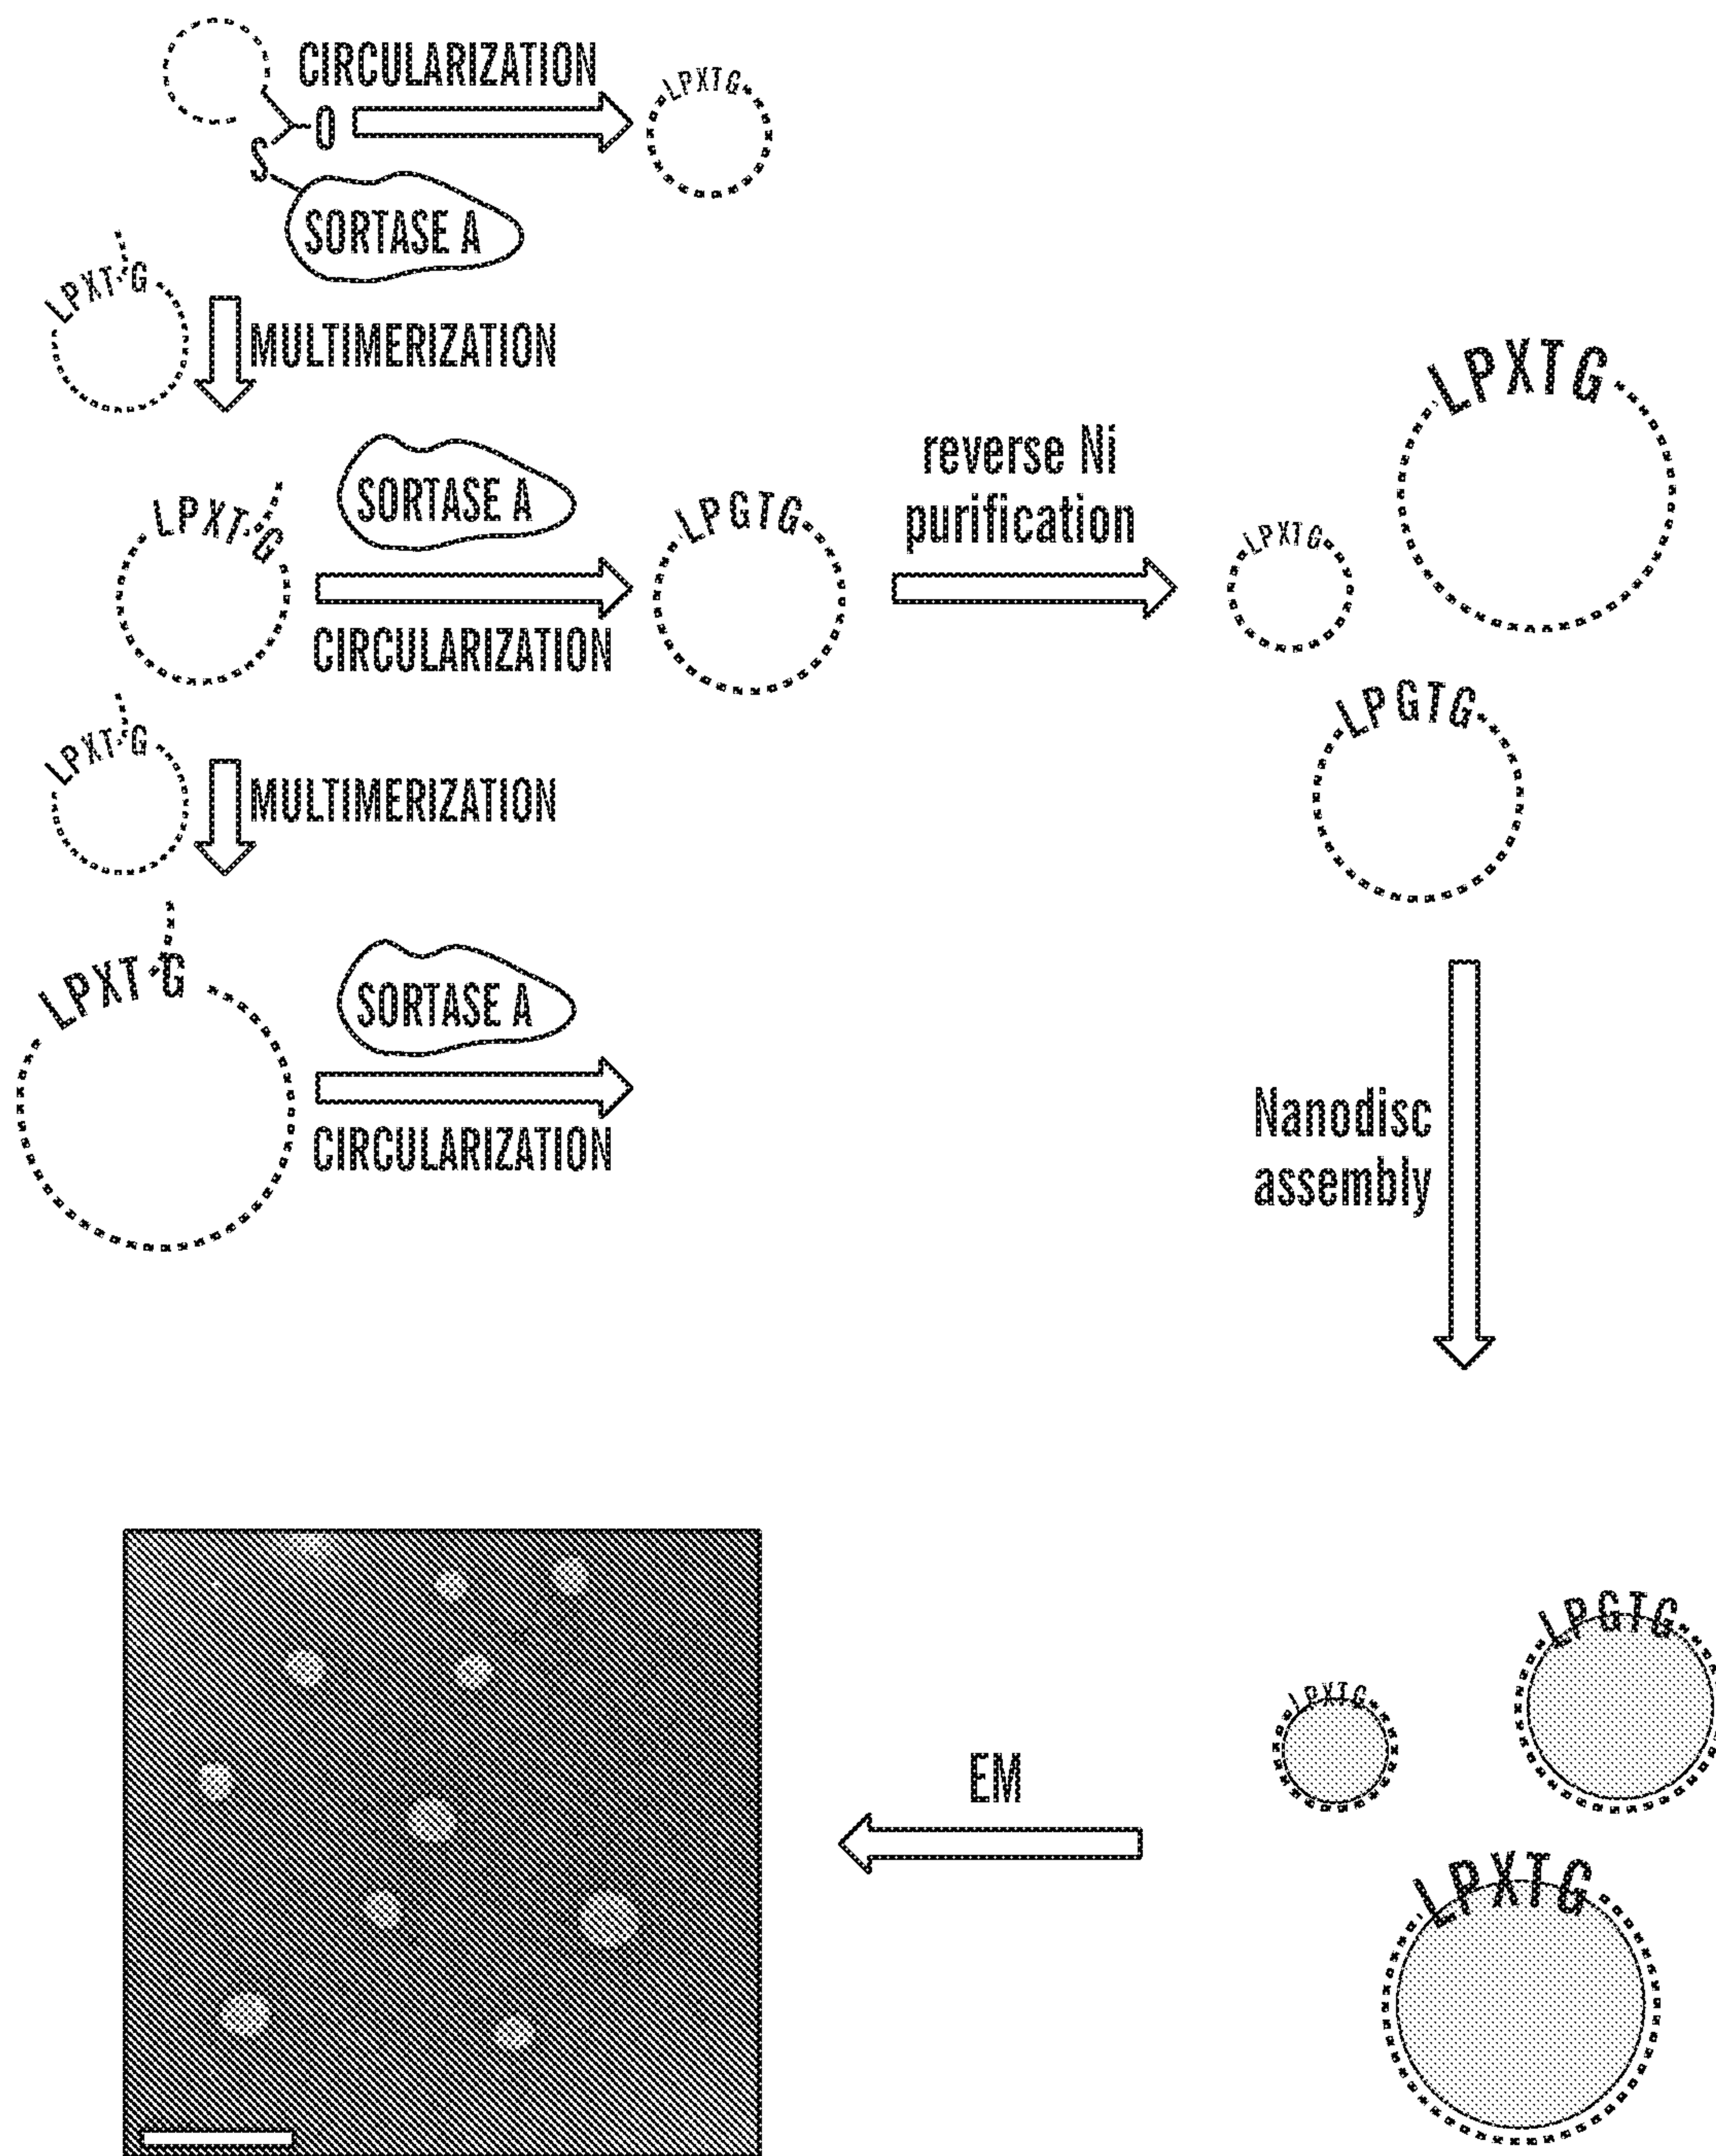 CIRCULARIZATION
LPXTG
O
S
SORTASE A
LPXT-G
MULTIMERIZATION
LPXTG
reverse Ni
purification
SORTASE A
LPXT-G
LPGTG
LPXTG
CIRCULARIZATION
LPGTG
LPXT-G
MULTIMERIZATION
LPXT-G
SORTASE A
CIRCULARIZATION
Nanodisc
assembly
LPGTG
LPXTG
EM
LPXTG